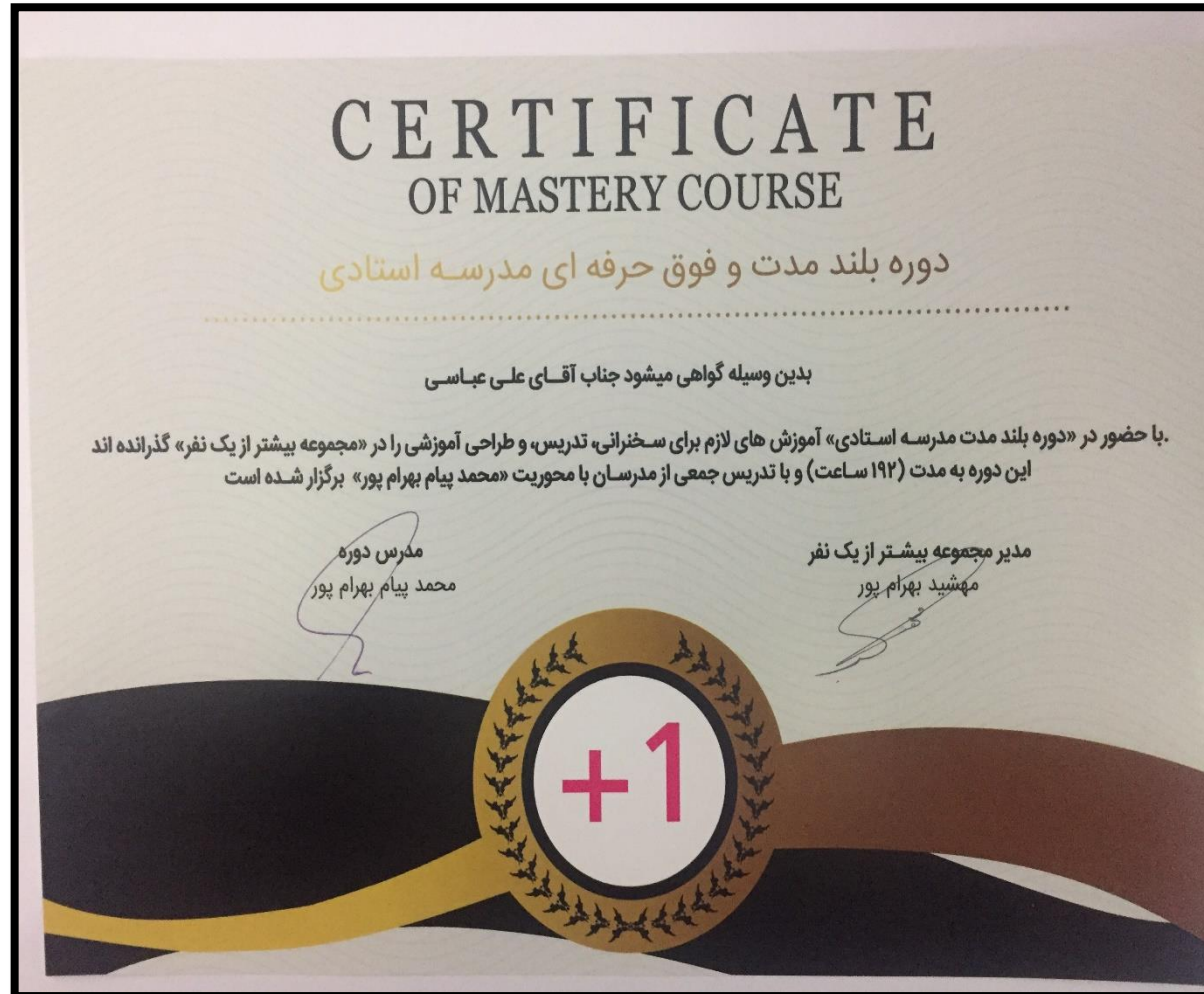 CERTIFICATE
OF MASTERY COURSE
دوره بلند مدت و فوق حرفه ای مدرسه استادی
بدین وسیله گواهی میشود جناب آقای علی عباسی
با حضور در «دوره بلند مدت مدرسه استادی» آموزش های لازم برای سخنرانی، تدریس، و طراحی آموزشی را در «مجموعه بیشتر از یک نفر» گذرانده اند.
این دوره به مدت (۱۹۲ ساعت) و با تدریس جمعی از مدرسان با محوریت «محمد پیام بهرام پور» برگزار شده است
مدیر مجموعه بیشتر از یک نفر
مهشید بهرام پور
مدرس دوره
محمد پیام بهرام پور
+1